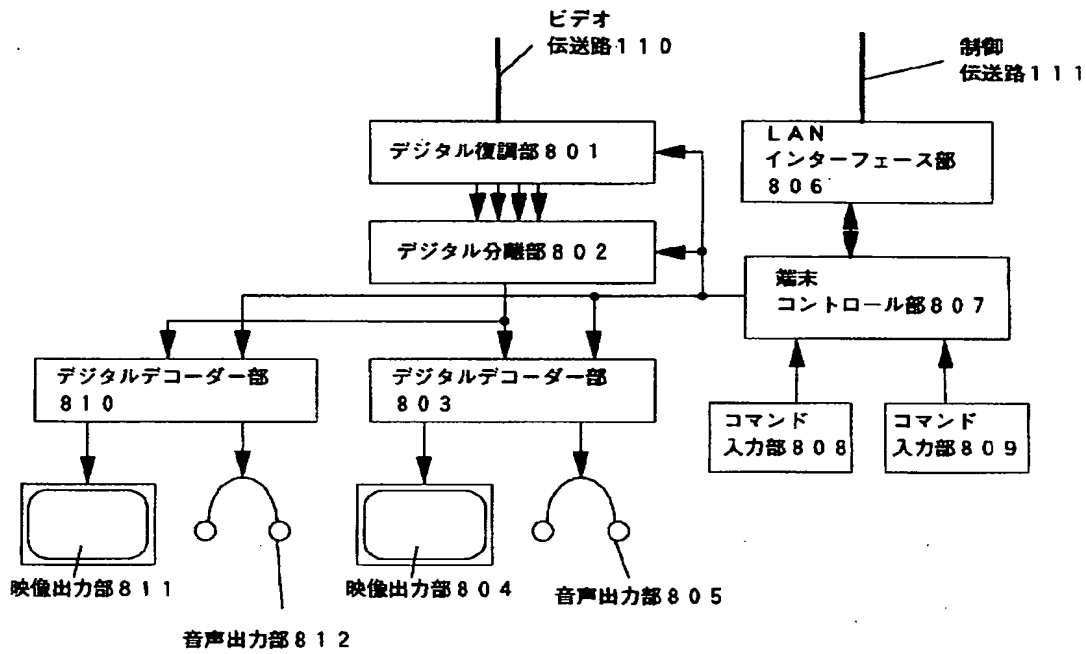 ビデオ
伝送路110
制御
伝送路111
デジタル復調部801
LAN
インターフェース部
806
デジタル分離部802
端末
コントロール部807
デジタルデコーダー部
810
デジタルデコーダー部
803
コマンド
入力部808
コマンド
入力部809
映像出力部811
映像出力部804
音声出力部805
音声出力部812